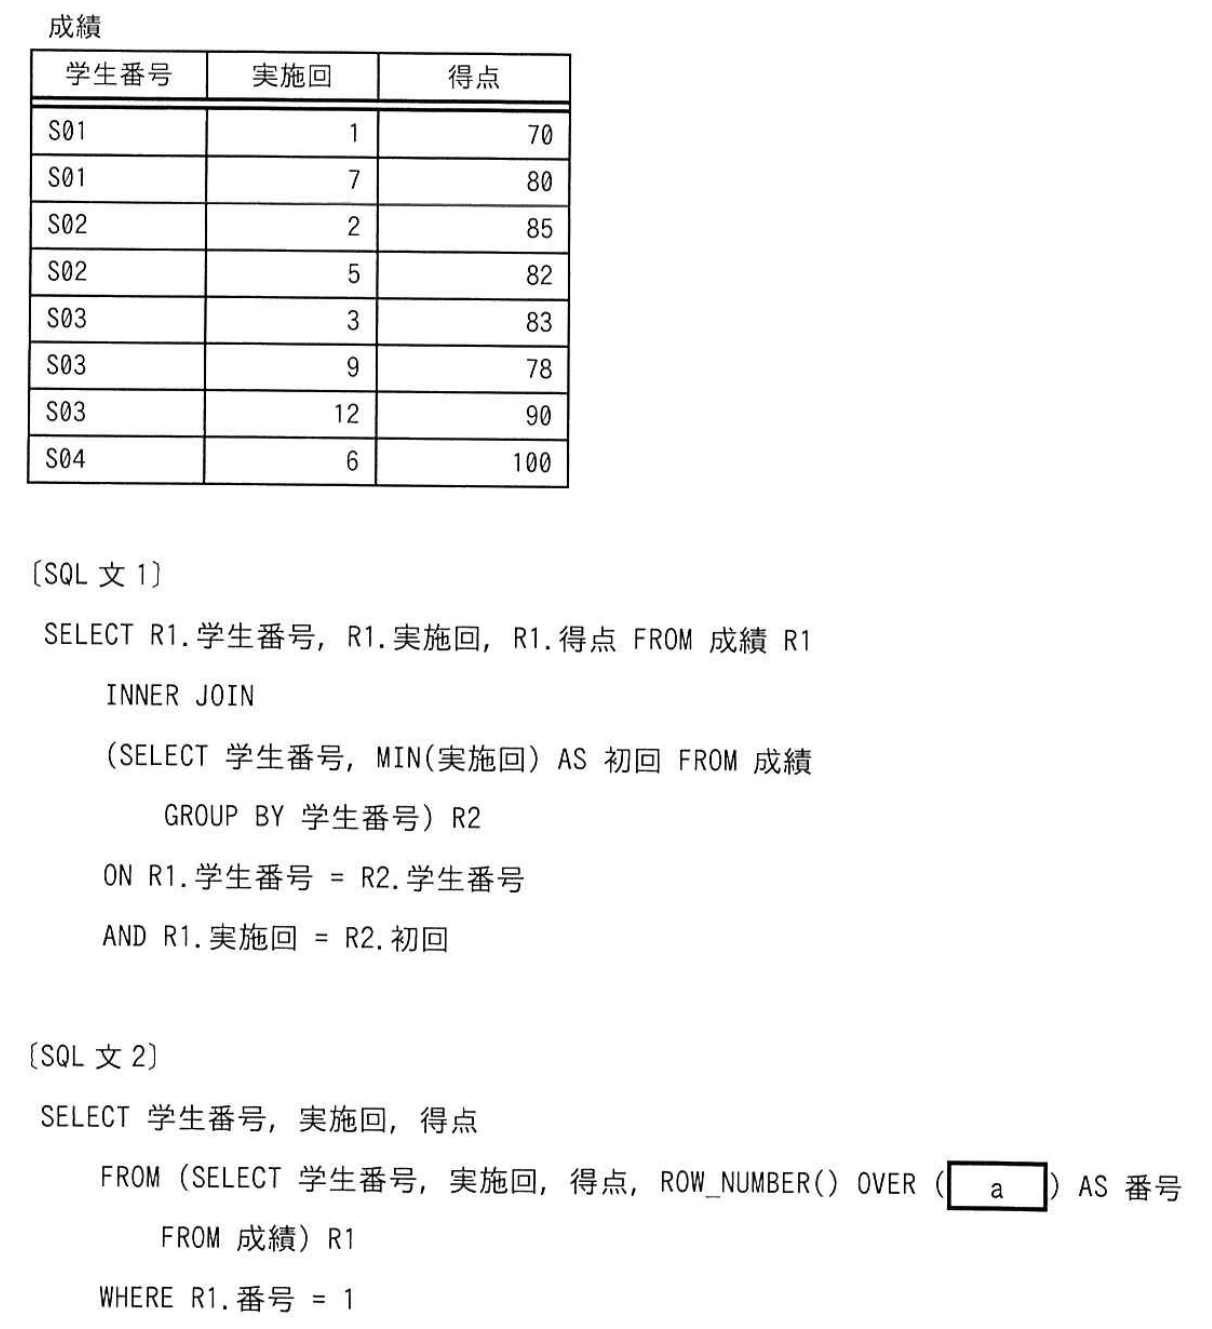 成績
学生番号 実施回 得点
S01 1 70
S01 7 80
S02 2 85
S02 5 82
S03 3 83
S03 9 78
S03 12 90
S04 6 100
〔SQL 文 1〕
SELECT R1.学生番号, R1.実施回, R1.得点 FROM 成績 R1
INNER JOIN
(SELECT 学生番号, MIN(実施回) AS 初回 FROM 成績
GROUP BY 学生番号) R2
ON R1.学生番号 = R2.学生番号
AND R1.実施回 = R2.初回
〔SQL 文 2〕
SELECT 学生番号, 実施回, 得点
FROM (SELECT 学生番号, 実施回, 得点, ROW_NUMBER() OVER ( a ) AS 番号
FROM 成績) R1
WHERE R1.番号 = 1